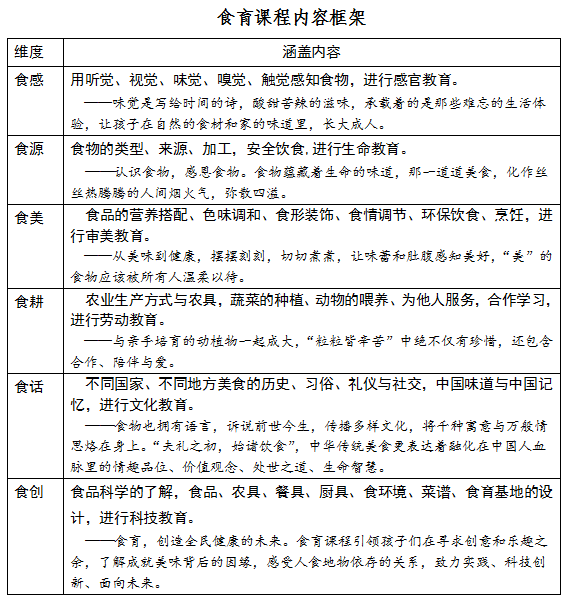 食育课程内容框架
维度 涵盖内容
食感 用听觉、视觉、味觉、嗅觉、触觉感知食物，进行感官教育。
——味觉是写给时间的诗，酸甜苦辣的滋味，承载着的是那些难忘的生活体
验，让孩子在自然的食材和家的味道里，长大成人。
食源 食物的类型、来源、加工，安全饮食,进行生命教育。
——认识食物，感恩食物。食物蕴藏着生命的味道，那一道道美食，化作丝
丝热腾腾的人间烟火气，弥散四溢。
食美 食品的营养搭配、色味调和、食形装饰、食情调节、环保饮食、烹饪，进
行审美教育。
——从美味到健康，摆摆刻刻，切切煮煮，让味蕾和肚腹感知美好，“美”的
食物应该被所有人温柔以待。
食耕 农业生产方式与农具，蔬菜的种植、动物的喂养、为他人服务，合作学习，
进行劳动教育。
——与亲手培育的动植物一起成大，“粒粒皆辛苦”中绝不仅有珍惜，还包含
合作、陪伴与爱。
食话 不同国家、不同地方美食的历史、习俗、礼仪与社交，中国味道与中国记
忆，进行文化教育。
——食物也拥有语言，诉说前世今生，传播多样文化，将千种寓意与万般情
思烙在身上。“夫礼之初，始诸饮食”，中华传统美食更表达着融化在中国人血
脉里的情趣品位、价值观念、处世之道、生命智慧。
食创 食品科学的了解，食品、农具、餐具、厨具、食环境、菜谱、食育基地的设
计，进行科技教育。
——食育，创造全民健康的未来。食育课程引领孩子们在寻求创意和乐趣之
余，了解成就美味背后的因缘，感受人食地物依存的关系，致力实践、科技创
新、面向未来。